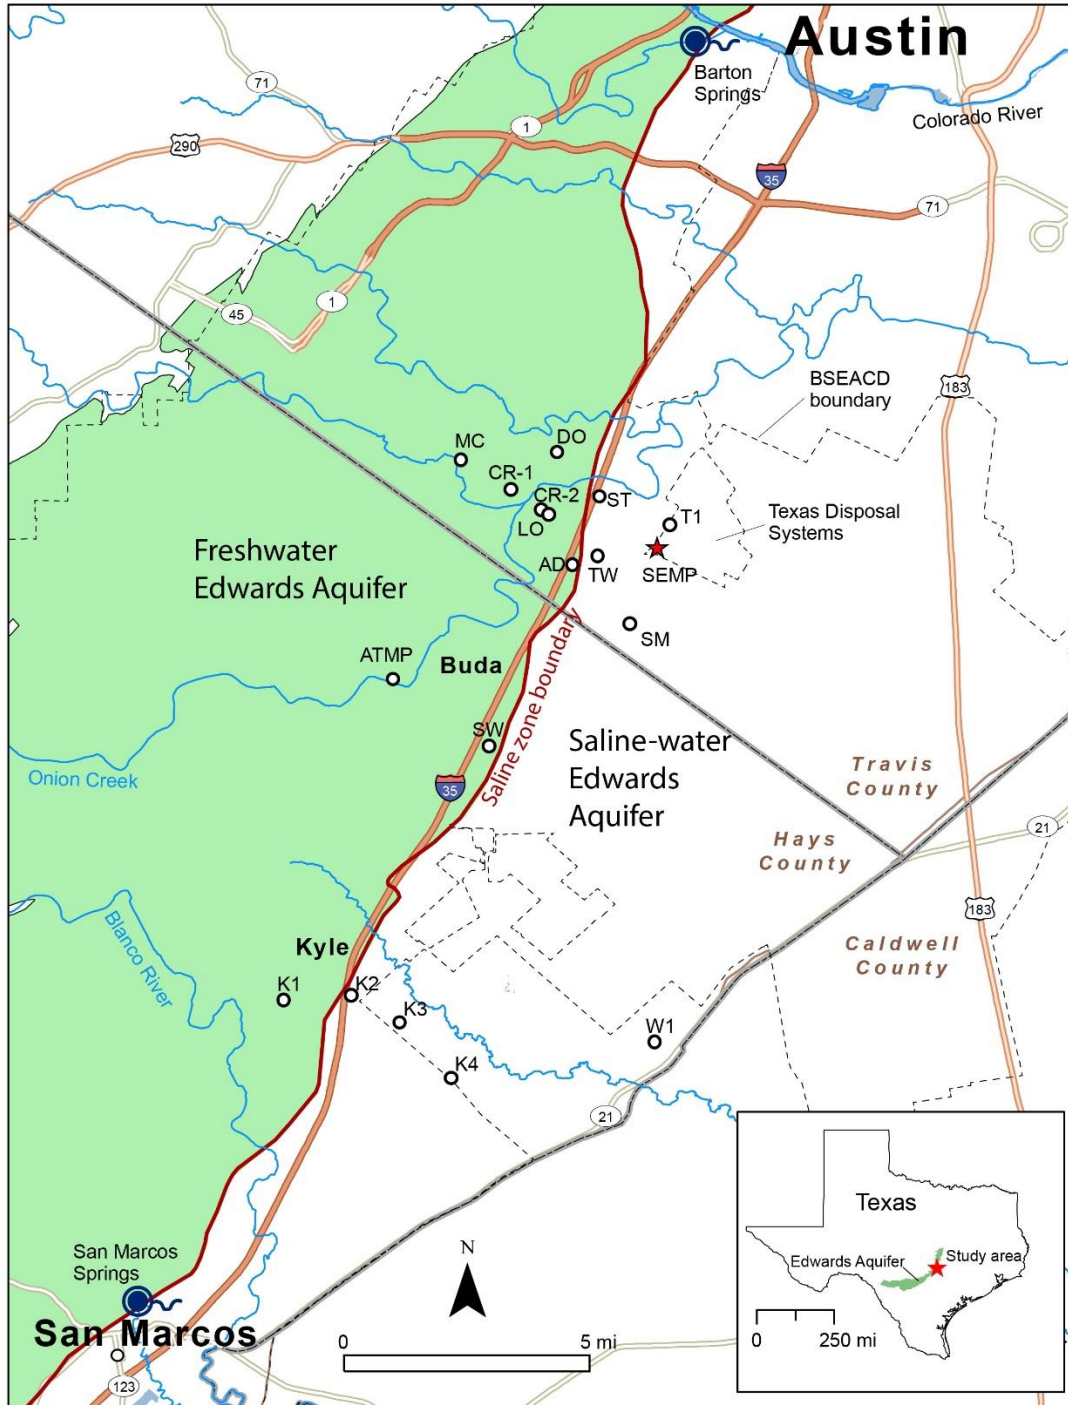 Austin
Barton
Springs
Colorado River
71
290
1
35
71
45
1
183
BSEACD
boundary
MC
DO
CR-1
CR-2
ST
LO
T1
Texas Disposal
Systems
Freshwater
Edwards Aquifer
AD
TW
SEMP
SM
ATMP
Buda
SW
Saline zone boundary
Saline-water
Edwards
Aquifer
Onion Creek
35
Travis
County
21
Hays
County
183
Caldwell
County
Blanco River
Kyle
K1
K2
K3
W1
K4
21
Texas
Edwards Aquifer
Study area
0
250 mi
San Marcos
Springs
N
San Marcos
0
5 mi
123